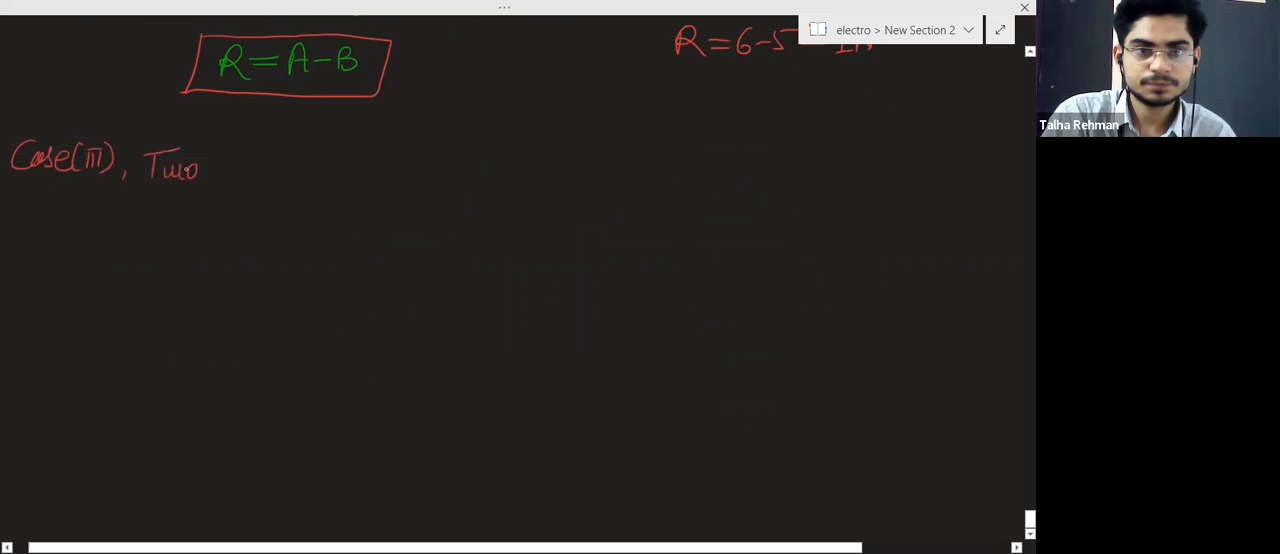 electro > New Section 2
R=A-B
R=6-5
Talha Rehman
Case(III), Two